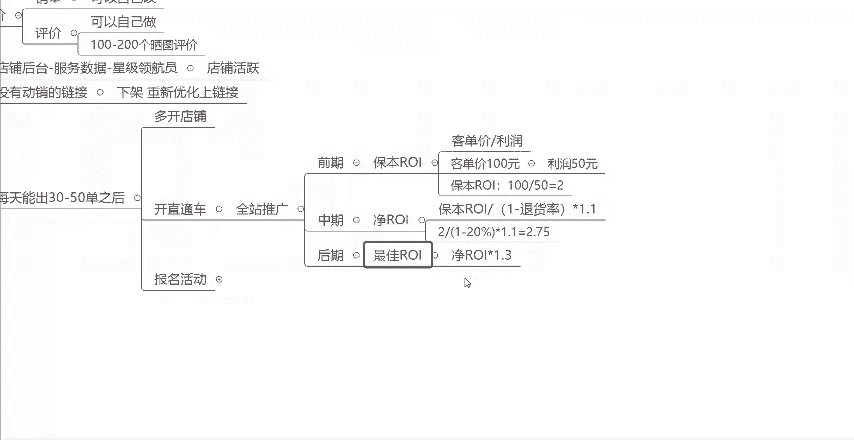 评价
可以自己做
100-200个晒图评价
店铺后台-服务数据-星级领航员
店铺活跃
没有动销的链接
下架 重新优化上链接
每天能出30-50单之后
多开店铺
开直通车
全站推广
前期
保本ROI
客单价/利润
客单价100元
利润50元
保本ROI：100/50=2
中期
净ROI
保本ROI/（1-退货率）*1.1
2/(1-20%)*1.1=2.75
后期
最佳ROI
净ROI*1.3
报名活动